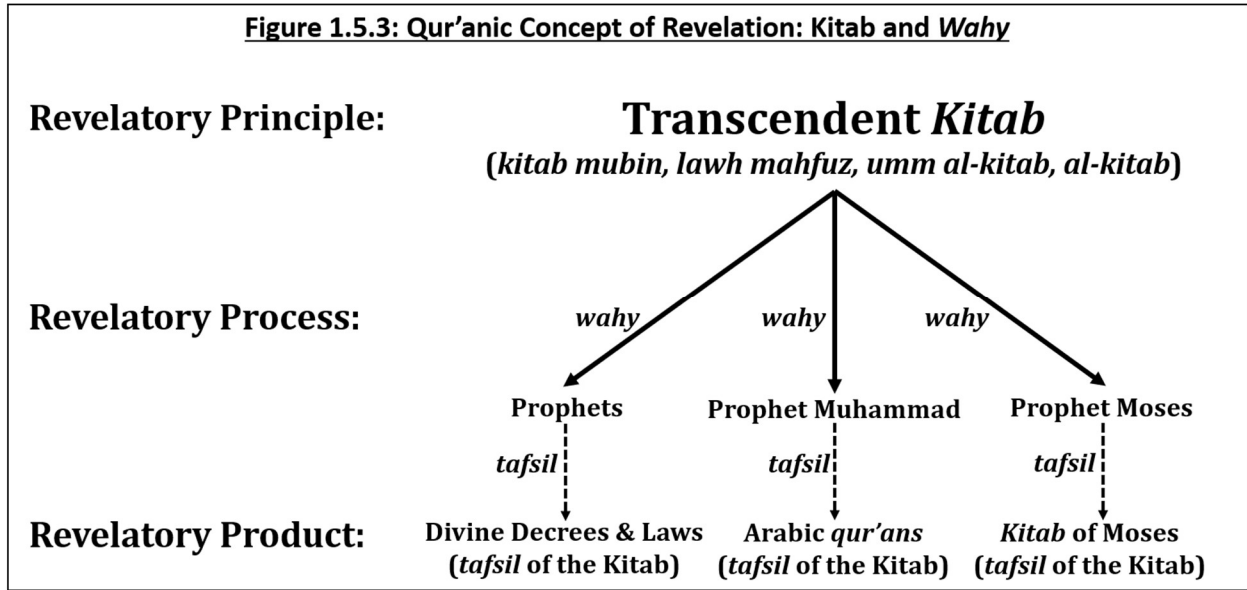 Figure 1.5.3: Qur’anic Concept of Revelation: Kitab and Wahy
Revelatory Principle:
Transcendent Kitab
(kitab mubin, lawh mahfuz, umm al-kitab, al-kitab)
Revelatory Process:
wahy
wahy
wahy
Prophets
Prophet Muhammad
Prophet Moses
tafsil
tafsil
tafsil
Revelatory Product:
Divine Decrees & Laws
(tafsil of the Kitab)
Arabic qur’ans
(tafsil of the Kitab)
Kitab of Moses
(tafsil of the Kitab)